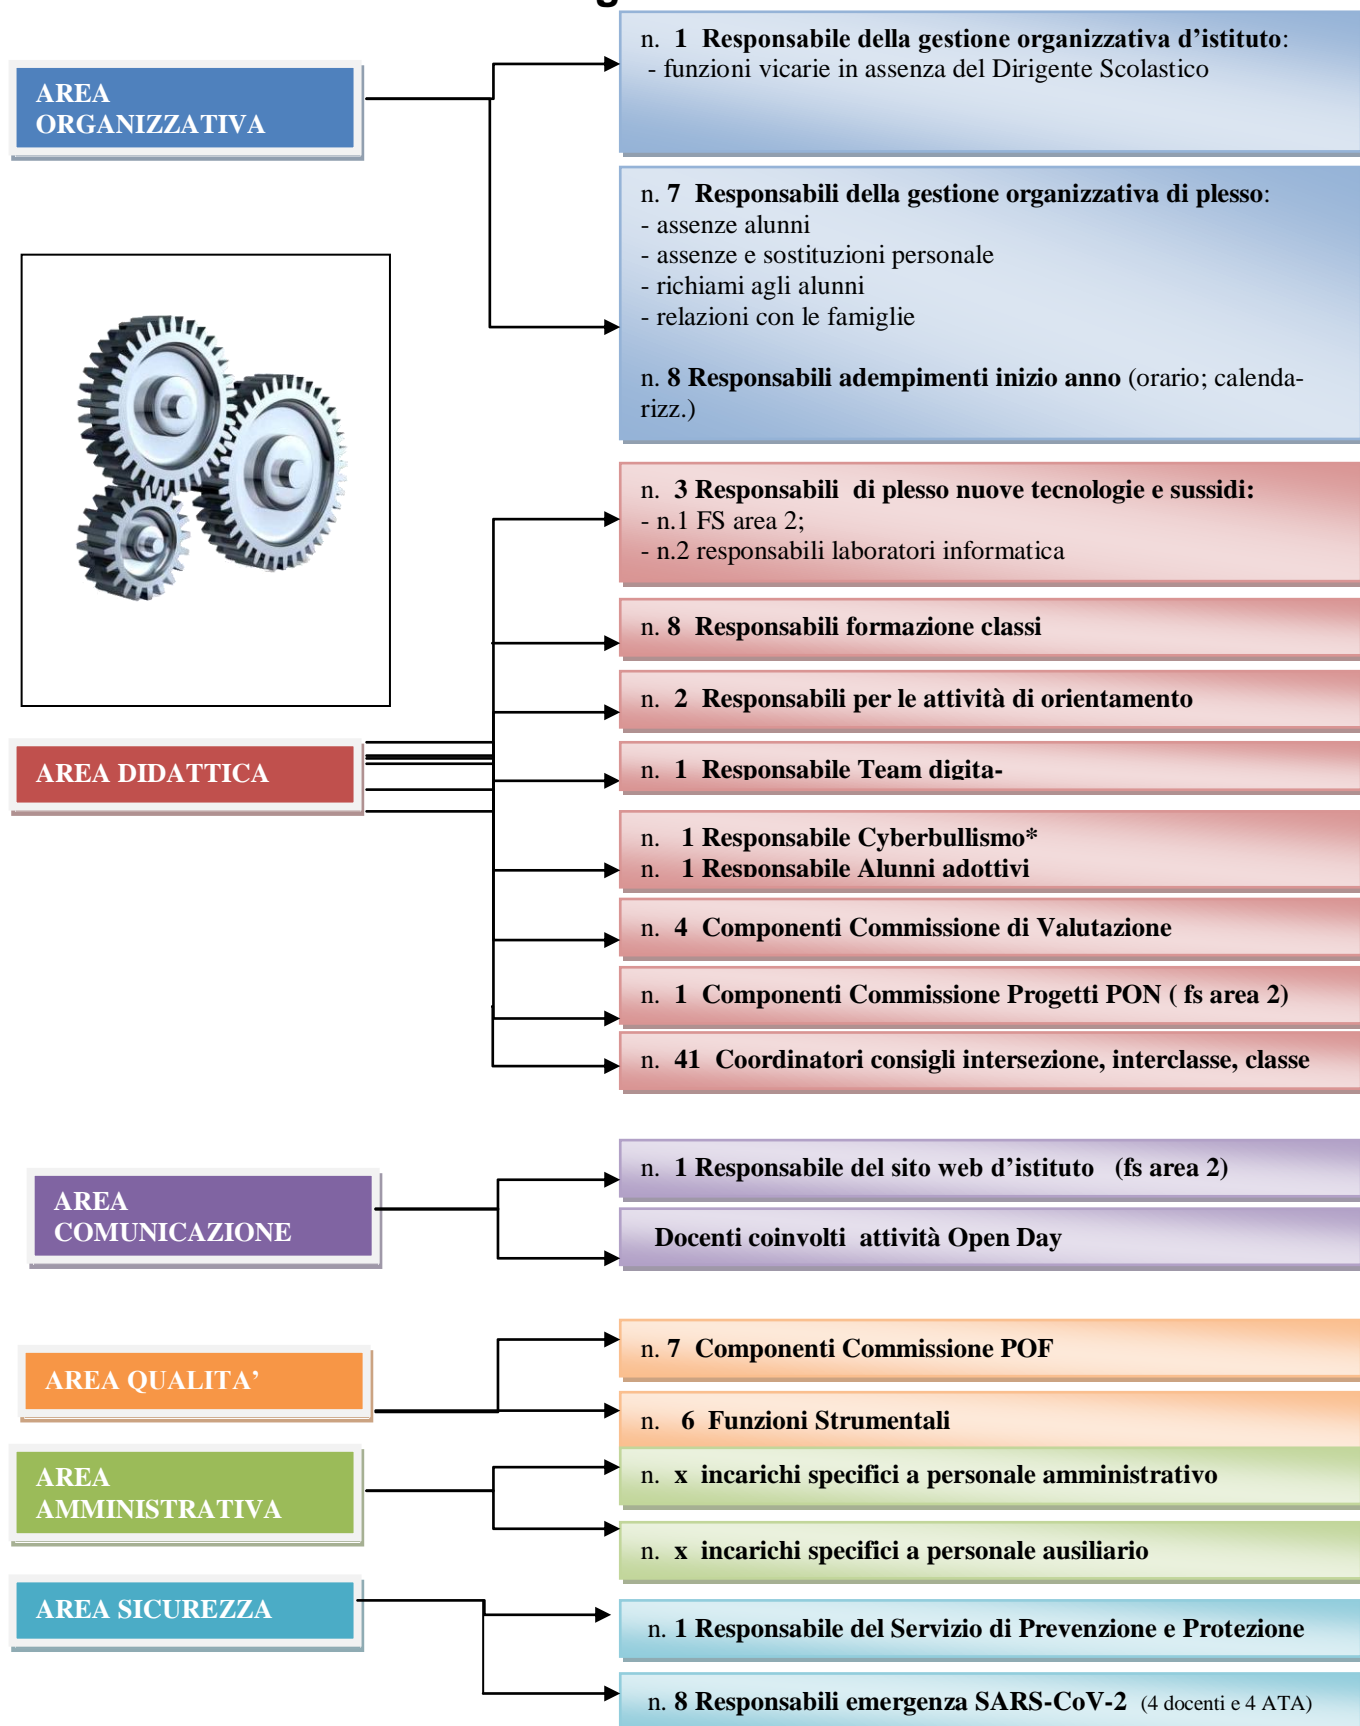 AREA
ORGANIZZATIVA
n. 1 Responsabile della gestione organizzativa d’istituto:
- funzioni vicarie in assenza del Dirigente Scolastico
n. 7 Responsabili della gestione organizzativa di plesso:
- assenze alunni
- assenze e sostituzioni personale
- richiami agli alunni
- relazioni con le famiglie
n. 8 Responsabili adempimenti inizio anno (orario; calenda-
rizz.)
AREA DIDATTICA
n. 3 Responsabili di plesso nuove tecnologie e sussidi:
- n.1 FS area 2;
- n.2 responsabili laboratori informatica
n. 8 Responsabili formazione classi
n. 2 Responsabili per le attività di orientamento
n. 1 Responsabile Team digita-
n. 1 Responsabile Cyberbullismo*
n. 1 Responsabile Alunni adottivi
n. 4 Componenti Commissione di Valutazione
n. 1 Componenti Commissione Progetti PON ( fs area 2)
n. 41 Coordinatori consigli intersezione, interclasse, classe
AREA
COMUNICAZIONE
n. 1 Responsabile del sito web d’istituto (fs area 2)
Docenti coinvolti attività Open Day
AREA QUALITA’
n. 7 Componenti Commissione POF
n. 6 Funzioni Strumentali
AREA
AMMINISTRATIVA
n. x incarichi specifici a personale amministrativo
n. x incarichi specifici a personale ausiliario
AREA SICUREZZA
n. 1 Responsabile del Servizio di Prevenzione e Protezione
n. 8 Responsabili emergenza SARS-CoV-2 (4 docenti e 4 ATA)